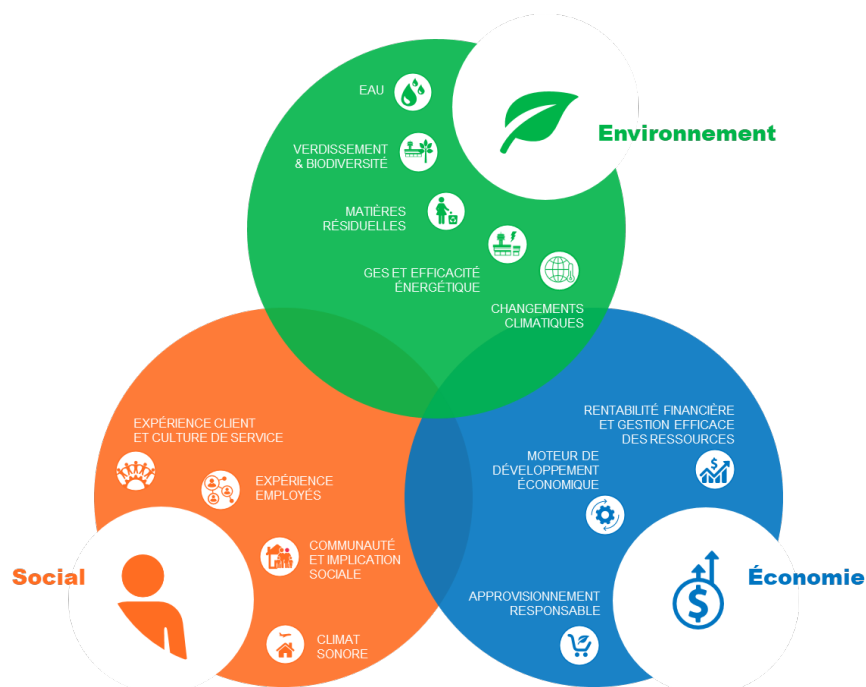 EAU
Environnement
VERDISSEMENT
& BIODIVERSITÉ
MATIÈRES
RÉSIDUELLES
GES ET EFFICACITÉ
ÉNERGÉTIQUE
CHANGEMENTS
CLIMATIQUES
EXPÉRIENCE CLIENT
ET CULTURE DE SERVICE
EXPÉRIENCE
EMPLOYÉS
COMMUNAUTÉ
ET IMPLICATION
SOCIALE
Social
CLIMAT
SONORE
RENTABILITÉ FINANCIÈRE
ET GESTION EFFICACE
DES RESSOURCES
MOTEUR DE
DÉVELOPPEMENT
ÉCONOMIQUE
Économie
APPROVISIONNEMENT
RESPONSABLE